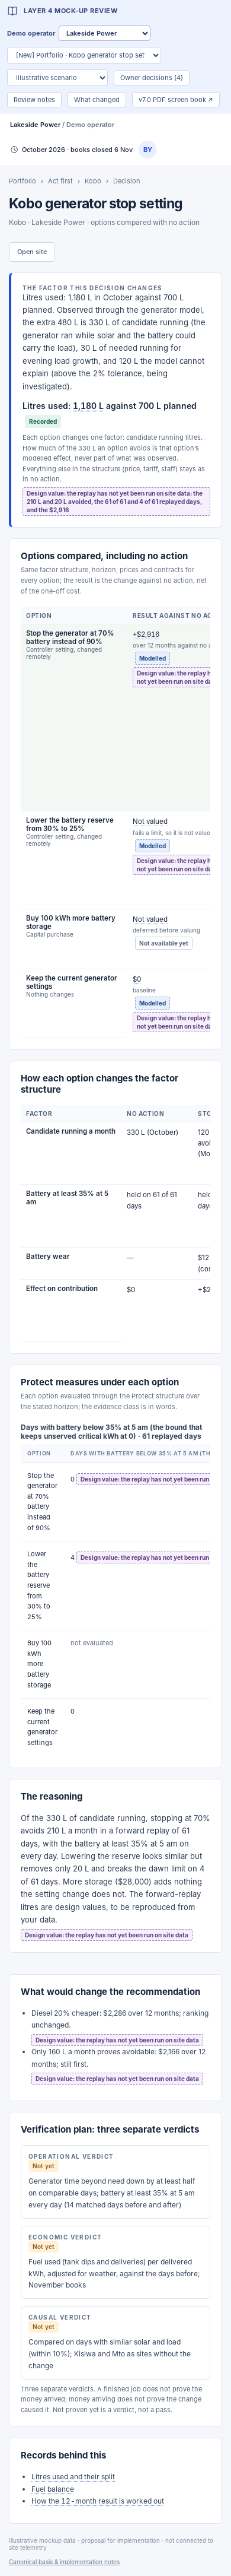 LAYER 4 MOCK-UP REVIEW
Demo operator Lakeside Power
[New] Portfolio · Kobo generator stop set
Illustrative scenario Owner decisions (4)
Review notes What changed v7.0 PDF screen book ↗
Lakeside Power / Demo operator
October 2026 · books closed 6 Nov BY
Portfolio › Act first › Kobo › Decision
Kobo generator stop setting
Kobo · Lakeside Power · options compared with no action
Open site
THE FACTOR THIS DECISION CHANGES
Litres used: 1,180 L in October against 700 L
planned. Observed through the generator model,
the extra 480 L is 330 L of candidate running (the
generator ran while solar and the battery could
carry the load), 30 L of needed running for
evening load growth, and 120 L the model cannot
explain (above the 2% tolerance, being
investigated).
Litres used: 1,180 L against 700 L planned
Recorded
Each option changes one factor: candidate running litres.
How much of the 330 L an option avoids is that option's
modelled effect, never part of what was observed.
Everything else in the structure (price, tariff, staff) stays as
in no action.
Design value: the replay has not yet been run on site data: the
210 L and 20 L avoided, the 61 of 61 and 4 of 61 replayed days,
and the $2,916
Options compared, including no action
Same factor structure, horizon, prices and contracts for
every option; the result is the change against no action, net
of the one-off cost.
OPTION RESULT AGAINST NO AC
Stop the generator at 70%
battery instead of 90%
Controller setting, changed
remotely
+$2,916
over 12 months against no a
Modelled
Design value: the replay h
not yet been run on site da
Lower the battery reserve
from 30% to 25%
Controller setting, changed
remotely
Not valued
fails a limit, so it is not value
Modelled
Design value: the replay h
not yet been run on site da
Buy 100 kWh more battery
storage
Capital purchase
Not valued
deferred before valuing
Not available yet
Keep the current generator
settings
Nothing changes
$0
baseline
Modelled
Design value: the replay h
not yet been run on site da
How each option changes the factor
structure
FACTOR NO ACTION STO
Candidate running a month 330 L (October) 120
avoi
(Mo
Battery at least 35% at 5
am
held on 61 of 61
days
held
days
Battery wear — $12
(cos
Effect on contribution $0 +$2
Protect measures under each option
Each option evaluated through the Protect structure over
the stated horizon; the evidence class is in words.
Days with battery below 35% at 5 am (the bound that
keeps unserved critical kWh at 0) · 61 replayed days
OPTION DAYS WITH BATTERY BELOW 35% AT 5 AM (TH
Stop the
generator
at 70%
battery
instead
of 90%
0 Design value: the replay has not yet been run
Lower
the
battery
reserve
from
30% to
25%
4 Design value: the replay has not yet been run
Buy 100
kWh
more
battery
storage
not evaluated
Keep the
current
generator
settings
0
The reasoning
Of the 330 L of candidate running, stopping at 70%
avoids 210 L a month in a forward replay of 61
days, with the battery at least 35% at 5 am on
every day. Lowering the reserve looks similar but
removes only 20 L and breaks the dawn limit on 4
of 61 days. More storage ($28,000) adds nothing
the setting change does not. The forward-replay
litres are design values, to be reproduced from
your data.
Design value: the replay has not yet been run on site data
What would change the recommendation
Diesel 20% cheaper: $2,286 over 12 months; ranking
unchanged.
Design value: the replay has not yet been run on site data
Only 160 L a month proves avoidable: $2,166 over 12
months; still first.
Design value: the replay has not yet been run on site data
Verification plan: three separate verdicts
OPERATIONAL VERDICT
Not yet
Generator time beyond need down by at least half
on comparable days; battery at least 35% at 5 am
every day (14 matched days before and after)
ECONOMIC VERDICT
Not yet
Fuel used (tank dips and deliveries) per delivered
kWh, adjusted for weather, against the days before;
November books
CAUSAL VERDICT
Not yet
Compared on days with similar solar and load
(within 10%); Kisiwa and Mto as sites without the
change
Three separate verdicts. A finished job does not prove the
money arrived; money arriving does not prove the change
caused it. Not proven yet is a verdict, not a pass.
Records behind this
Litres used and their split
Fuel balance
How the 12-month result is worked out
Illustrative mockup data · proposal for implementation · not connected to
site telemetry
Canonical basis & implementation notes